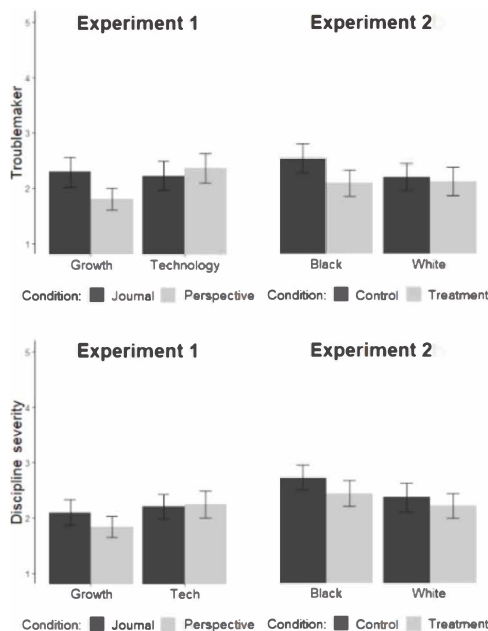 Experiment 1 Experiment 2
Troublemaker
5
4
3
2
1
Growth Technology Black White
Condition: Journal Perspective Condition: Control Treatment
Experiment 1 Experiment 2
Discipline severity
5
4
3
2
1
Growth Tech Black White
Condition: Journal Perspective Condition: Control Treatment